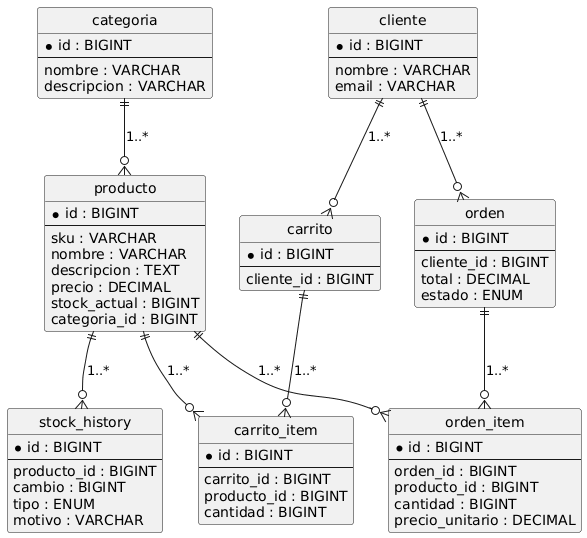 categoria
id : BIGINT
nombre : VARCHAR
descripcion : VARCHAR
cliente
id : BIGINT
nombre : VARCHAR
email : VARCHAR
1..*
1..*
1..*
producto
id : BIGINT
sku : VARCHAR
nombre : VARCHAR
descripcion : TEXT
precio : DECIMAL
stock_actual : BIGINT
categoria_id : BIGINT
carrito
id : BIGINT
cliente_id : BIGINT
orden
id : BIGINT
cliente_id : BIGINT
total : DECIMAL
estado : ENUM
1..*
1..*
1..*
1..*
1..*
stock_history
id : BIGINT
producto_id : BIGINT
cambio : BIGINT
tipo : ENUM
motivo : VARCHAR
carrito_item
id : BIGINT
carrito_id : BIGINT
producto_id : BIGINT
cantidad : BIGINT
orden_item
id : BIGINT
orden_id : BIGINT
producto_id : BIGINT
cantidad : BIGINT
precio_unitario : DECIMAL